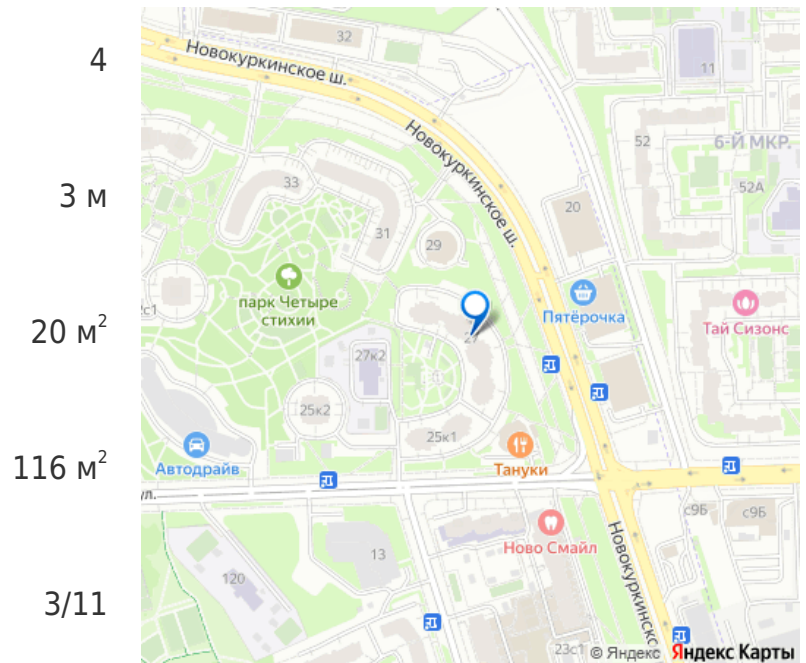 4
3 м
20 м²
116 м²
3/11
Новокуркинское ш.
32
11
Новокуркинское ш.
52
6-Й МКР.
52А
33
31
29
20
парк Четыре
стихии
Пятёрочка
Тай Сизонс
27
27к2
25к2
25к1
Автодрайв
Тануки
ул.
с9Б
с9Б
Ново Смайл
13
120
Новокуркинско
23с1
© Яндекс Яндекс Карты